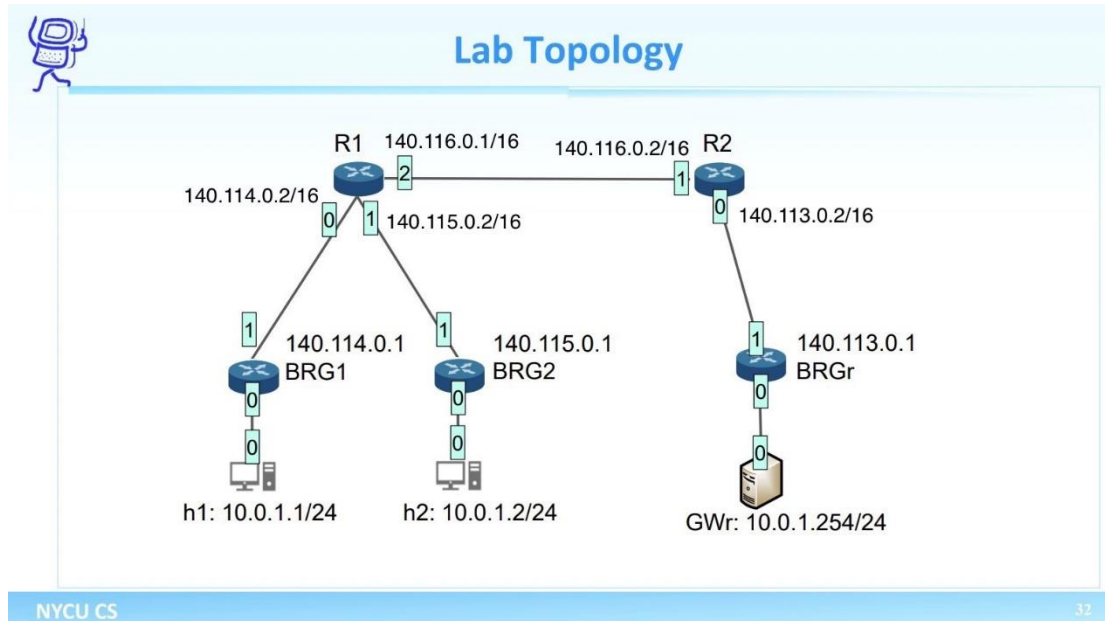 Lab Topology
R1 140.116.0.1/16
140.116.0.2/16 R2
2
1
140.114.0.2/16
0
1
140.115.0.2/16
0
140.113.0.2/16
1
1
1
140.114.0.1
BRG1
140.115.0.1
BRG2
140.113.0.1
BRGr
0
0
0
0
0
0
h1: 10.0.1.1/24
h2: 10.0.1.2/24
GWr: 10.0.1.254/24
NYCU CS
32